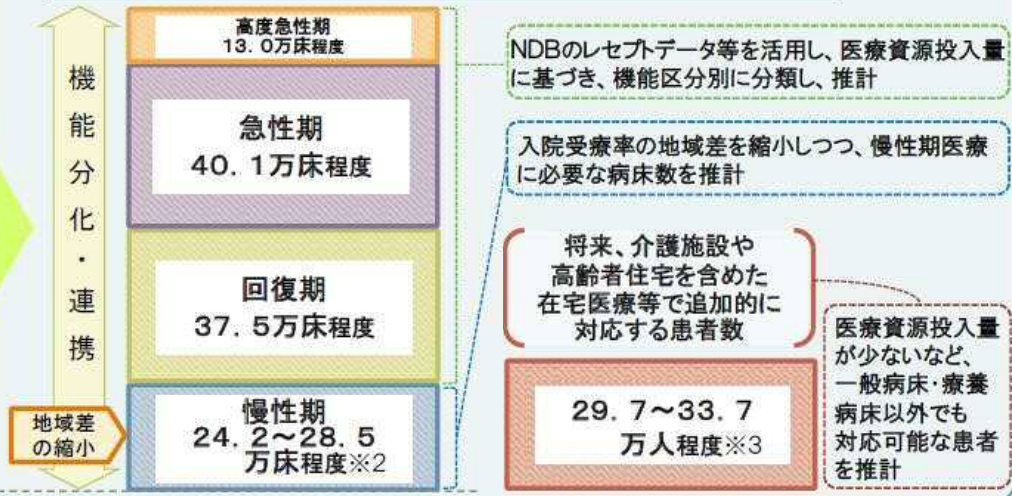 機能分化・連携
地域差
の縮小
高度急性期
13.0万床程度
急性期
40.1万床程度
回復期
37.5万床程度
慢性期
24.2～28.5
万床程度※2
NDBのレセプトデータ等を活用し、医療資源投入量
に基づき、機能区分別に分類し、推計
入院受療率の地域差を縮小しつつ、慢性期医療
に必要な病床数を推計
将来、介護施設や
高齢者住宅を含めた
在宅医療等で追加的に
対応する患者数
29.7～33.7
万人程度※3
医療資源投入量
が少ないなど、
一般病床･療養
病床以外でも
対応可能な患者
を推計